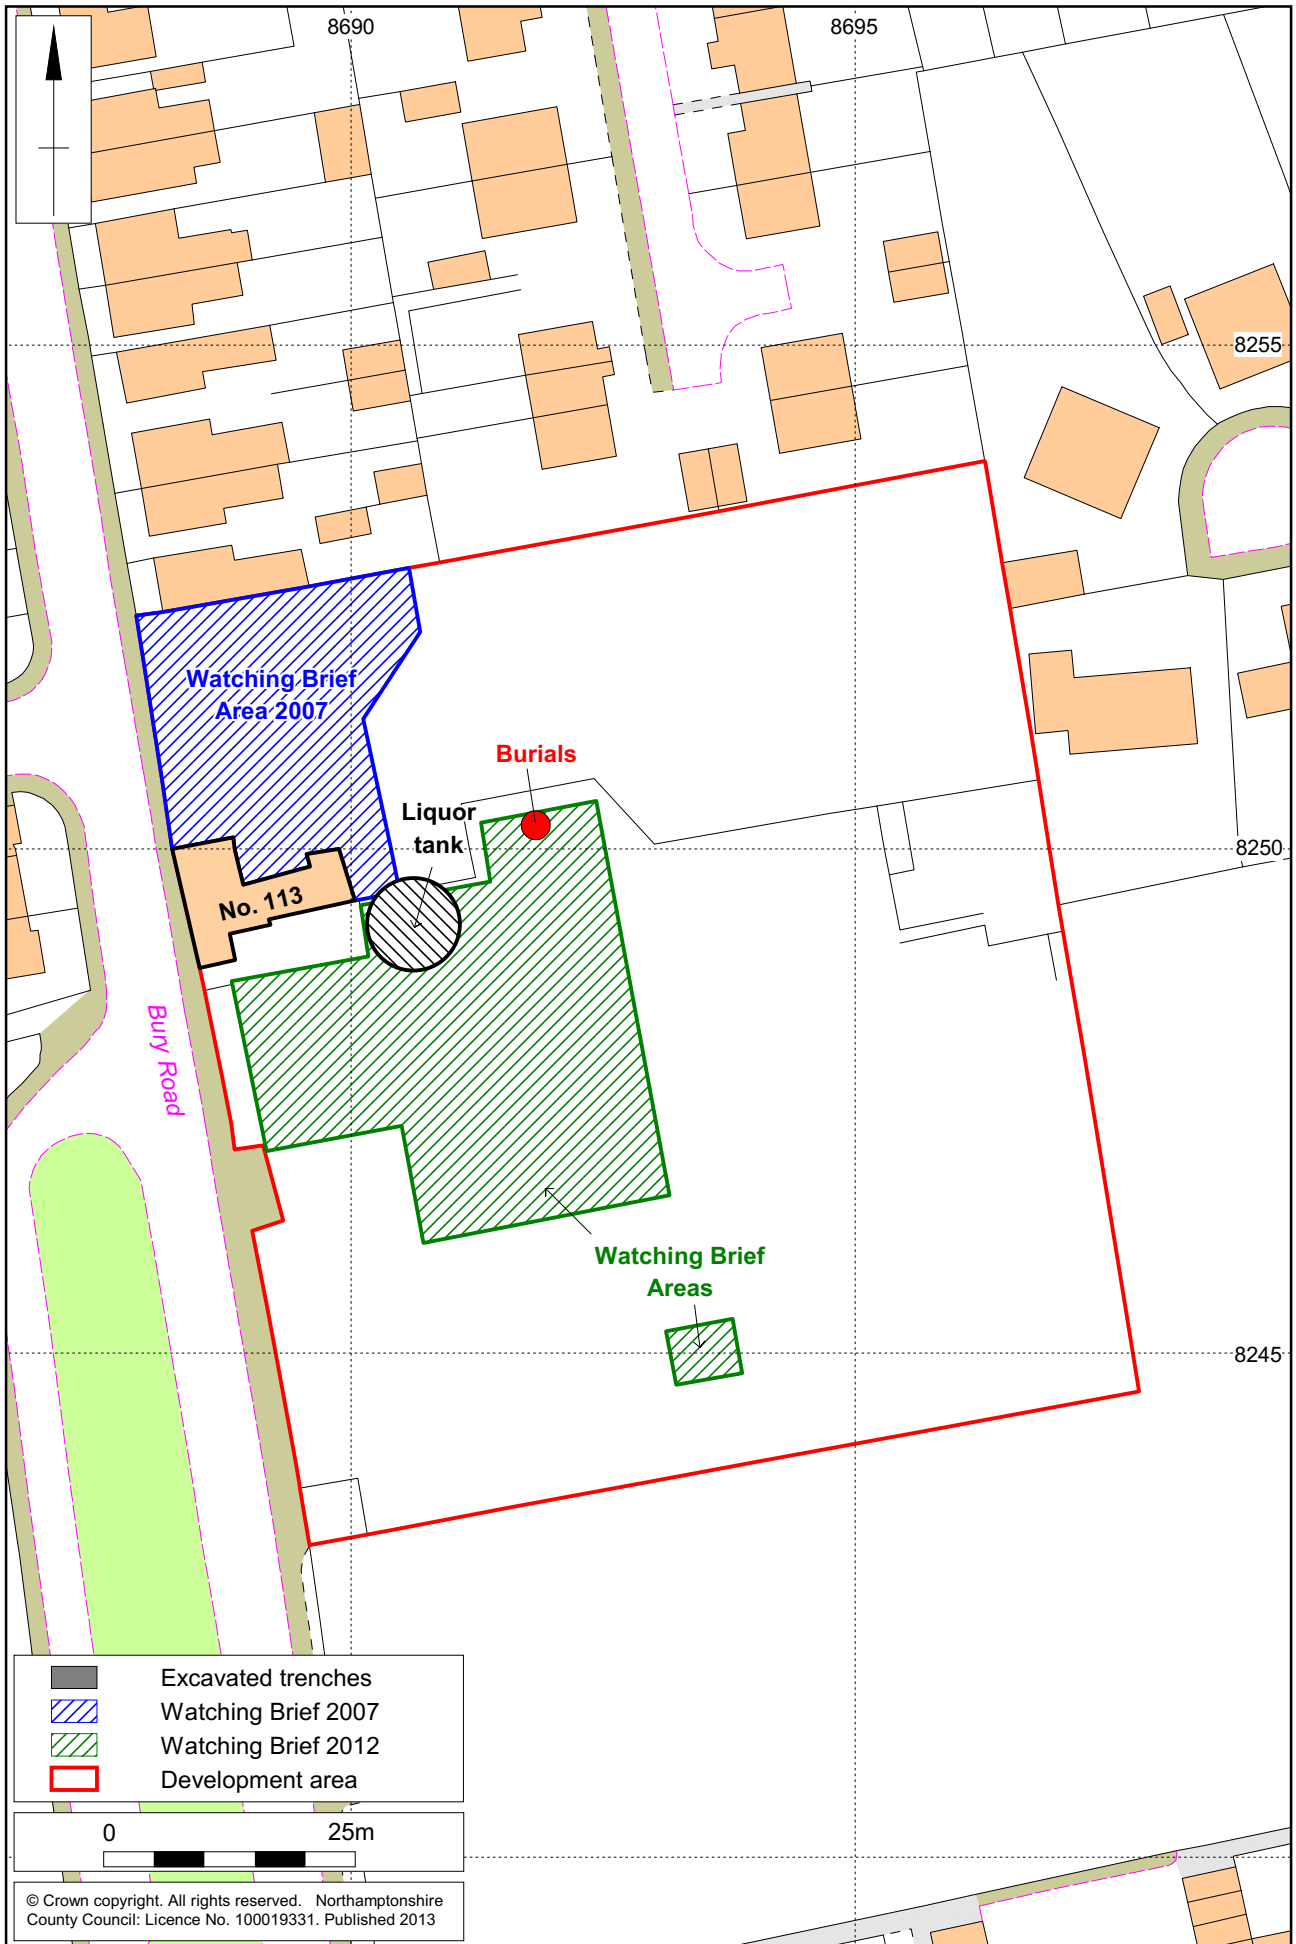 8690
8695
8255
Watching Brief
Area 2007
Burials
Liquor
tank
8250
No. 113
Bury Road
Watching Brief
Areas
8245
Excavated trenches
Watching Brief 2007
Watching Brief 2012
Development area
0 25m
© Crown copyright. All rights reserved. Northamptonshire
County Council: Licence No. 100019331. Published 2013